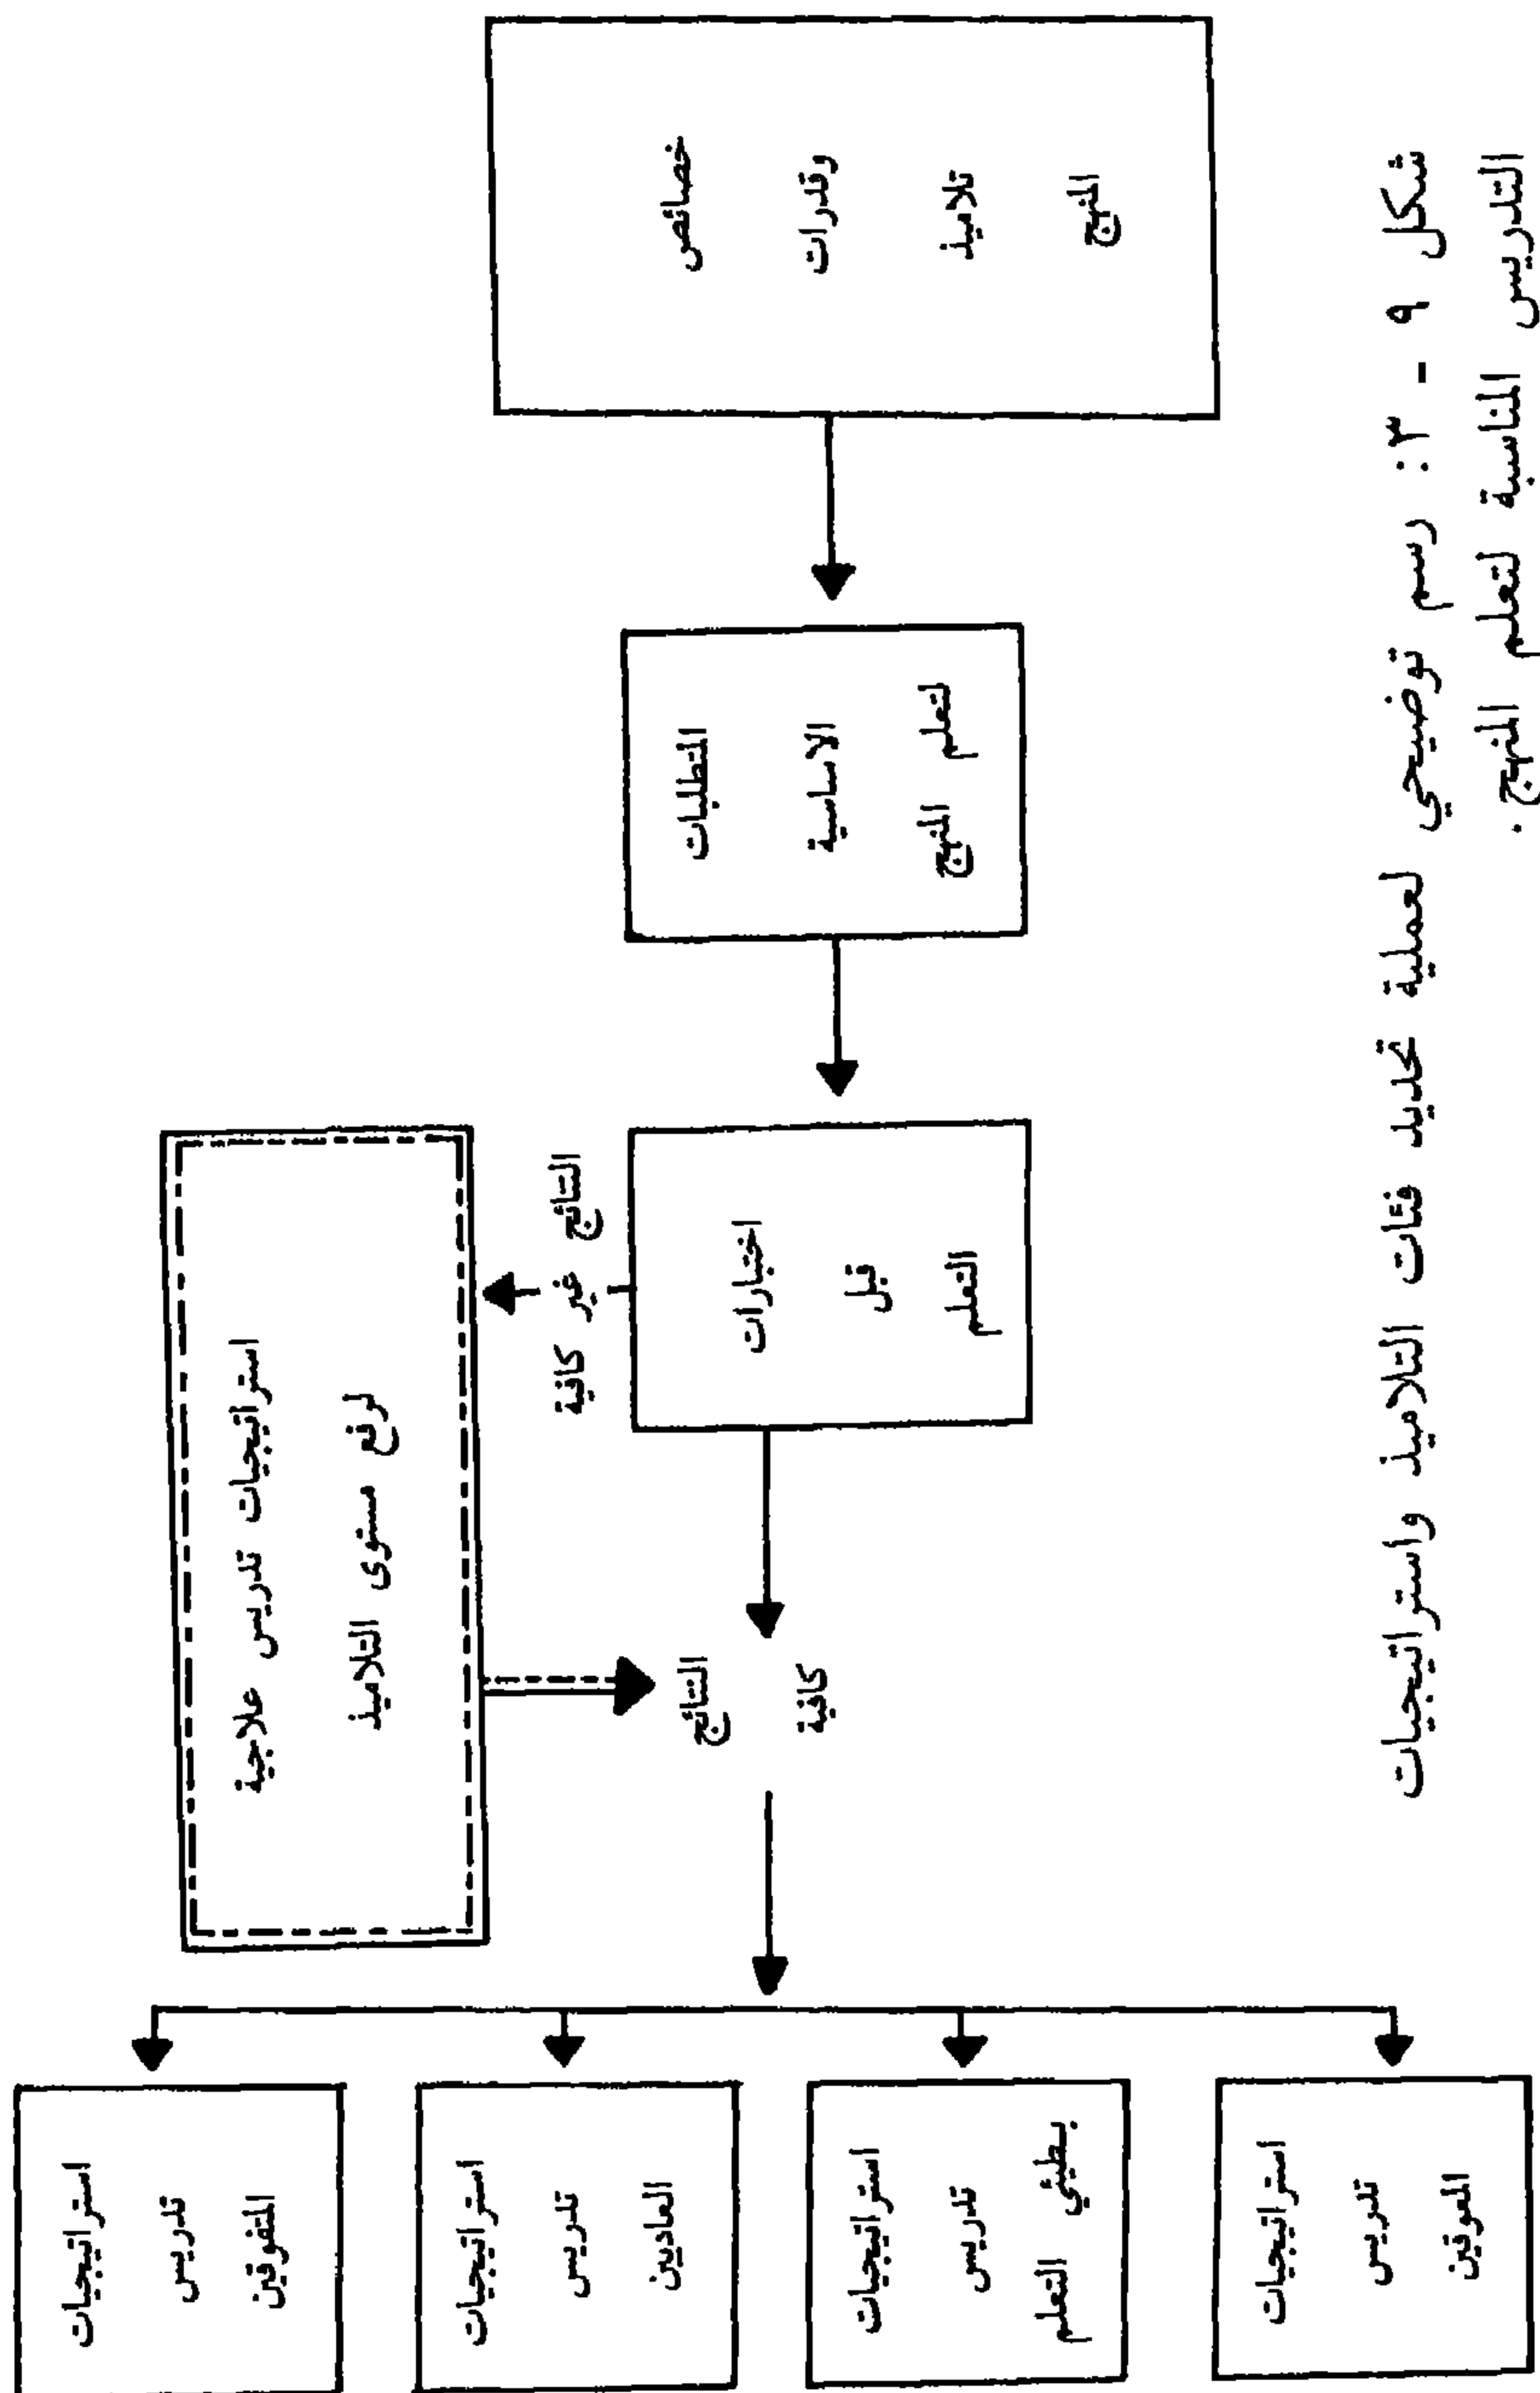 خصائص
وقدرات
تلاميذ
المنهج
المتطلبات
الاساسية
لتعلم المنهج
اختبارات
قبل
التعلم
النتائج غير كافية
استراتيجيات تدريس علاجية
لرفع مستوى التلاميذ
النتائج
كافية
استراتيجيات
تدريس
المتفوقين
استراتيجيات
تدريس
العاديين
استراتيجيات
تدريس
بطيئي التعلم
استراتيجيات
تدريس
المعوقين
شكل ٩ - ٣: رسم توضيحي لعملية تحديد فئات التلاميذ واستراتيجيات
التدريس المناسبة لتعلم المنهج.